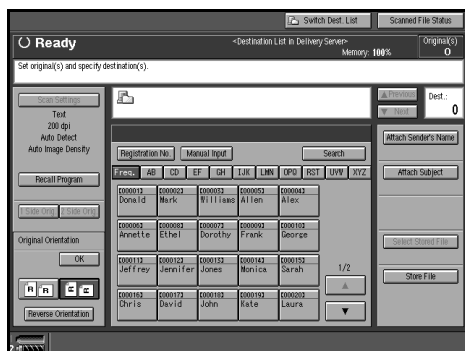 Switch Dest. List
Scanned File Status
Ready
<Destination List in Delivery Server>
Memory: 100%
Original(s)
0
Set original(s) and specify destination(s).
Scan Settings
Text
200 dpi
Auto Detect
Auto Image Density
Recall Program
1 Side Orig.
2 Side Orig.
Original Orientation
OK
R R
Reverse Orientation
▲Previous
▼ Next
Dest.:
0
Registration No.
Manual Input
Search
Freq. AB CD EF GH IJK LMN OPQ RST UVW XYZ
[00001] [00002] [00003] [00005] [00004]
Donald Mark Williams Allen Alex
[00006] [00008] [00007] [00009] [00010]
Annette Ethel Dorothy Frank George
[00011] [00012] [00013] [00014] [00015]
Jeffrey Jennifer Jones Monica Sarah
[00016] [00017] [00018] [00019] [00020]
Chris David John Kate Laura
1/2
▲
▼
Attach Sender's Name
Attach Subject
Select Stored File
Store File